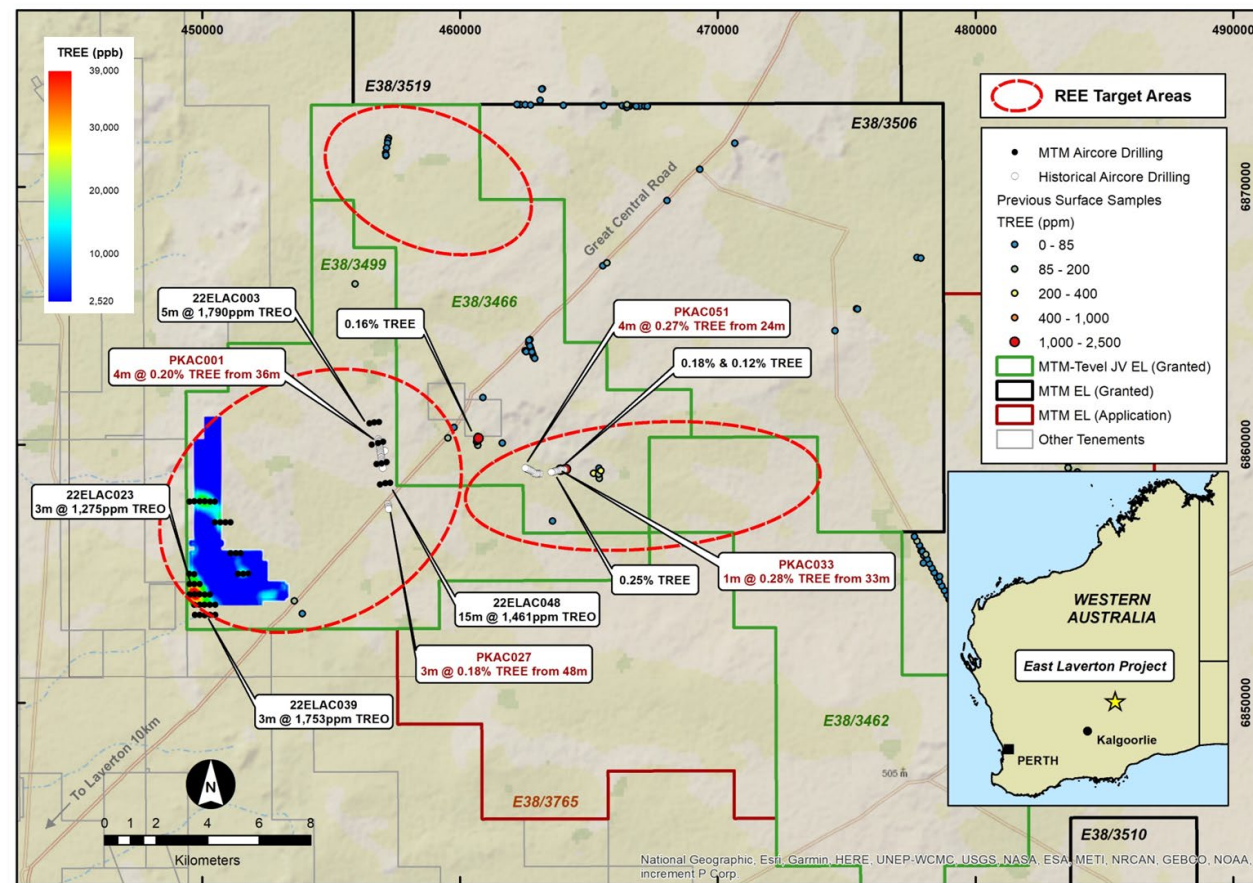 450000
460000
470000
480000
490000
TREE (ppb)
39,000
30,000
20,000
10,000
2,520
E38/3519
E38/3506
REE Target Areas
MTM Aircore Drilling
Historical Aircore Drilling
Previous Surface Samples
TREE (ppm)
0 - 85
85 - 200
200 - 400
400 - 1,000
1,000 - 2,500
MTM-Tevel JV EL (Granted)
MTM EL (Granted)
MTM EL (Application)
Other Tenements
6870000
6860000
6850000
Great Central Road
E38/3499
E38/3466
22ELAC003
5m @ 1,790ppm TREO
0.16% TREE
PKAC051
4m @ 0.27% TREE from 24m
PKAC001
4m @ 0.20% TREE from 36m
0.18% & 0.12% TREE
22ELAC023
3m @ 1,275ppm TREO
PKAC033
1m @ 0.28% TREE from 33m
0.25% TREE
22ELAC048
15m @ 1,461ppm TREO
PKAC027
3m @ 0.18% TREE from 48m
22ELAC039
3m @ 1,753ppm TREO
E38/3462
505 m
To Laverton 10km
E38/3765
E38/3510
N
0 1 2 4 6 8
Kilometers
WESTERN
AUSTRALIA
East Laverton Project
Kalgoorlie
PERTH
National Geographic, Esri, Garmin, HERE, UNEP-WCMC, USGS, NASA, ESA, METI, NRCAN, GEBCO, NOAA,
increment P Corp.